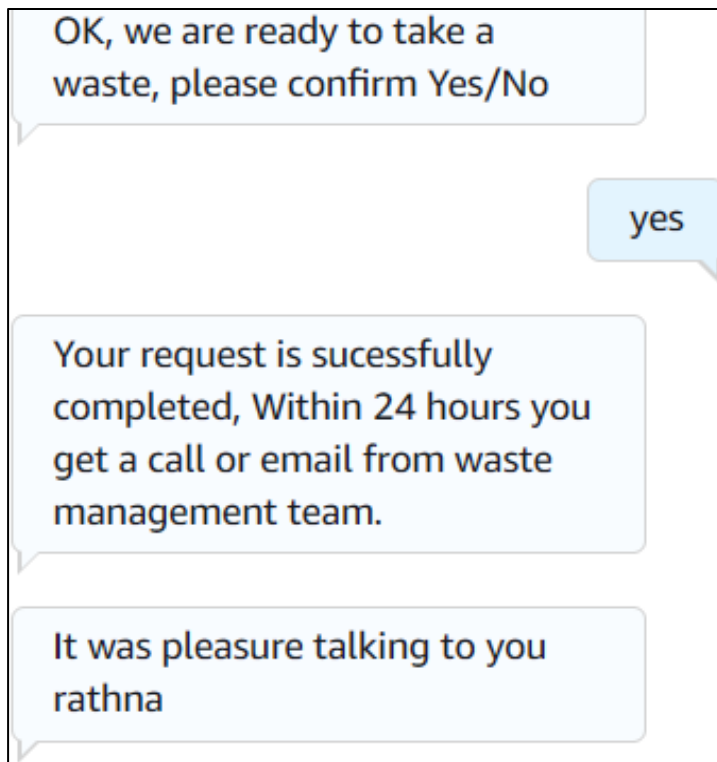 OK, we are ready to take a
waste, please confirm Yes/No
yes
Your request is sucessfully
completed, Within 24 hours you
get a call or email from waste
management team.
It was pleasure talking to you
rathna